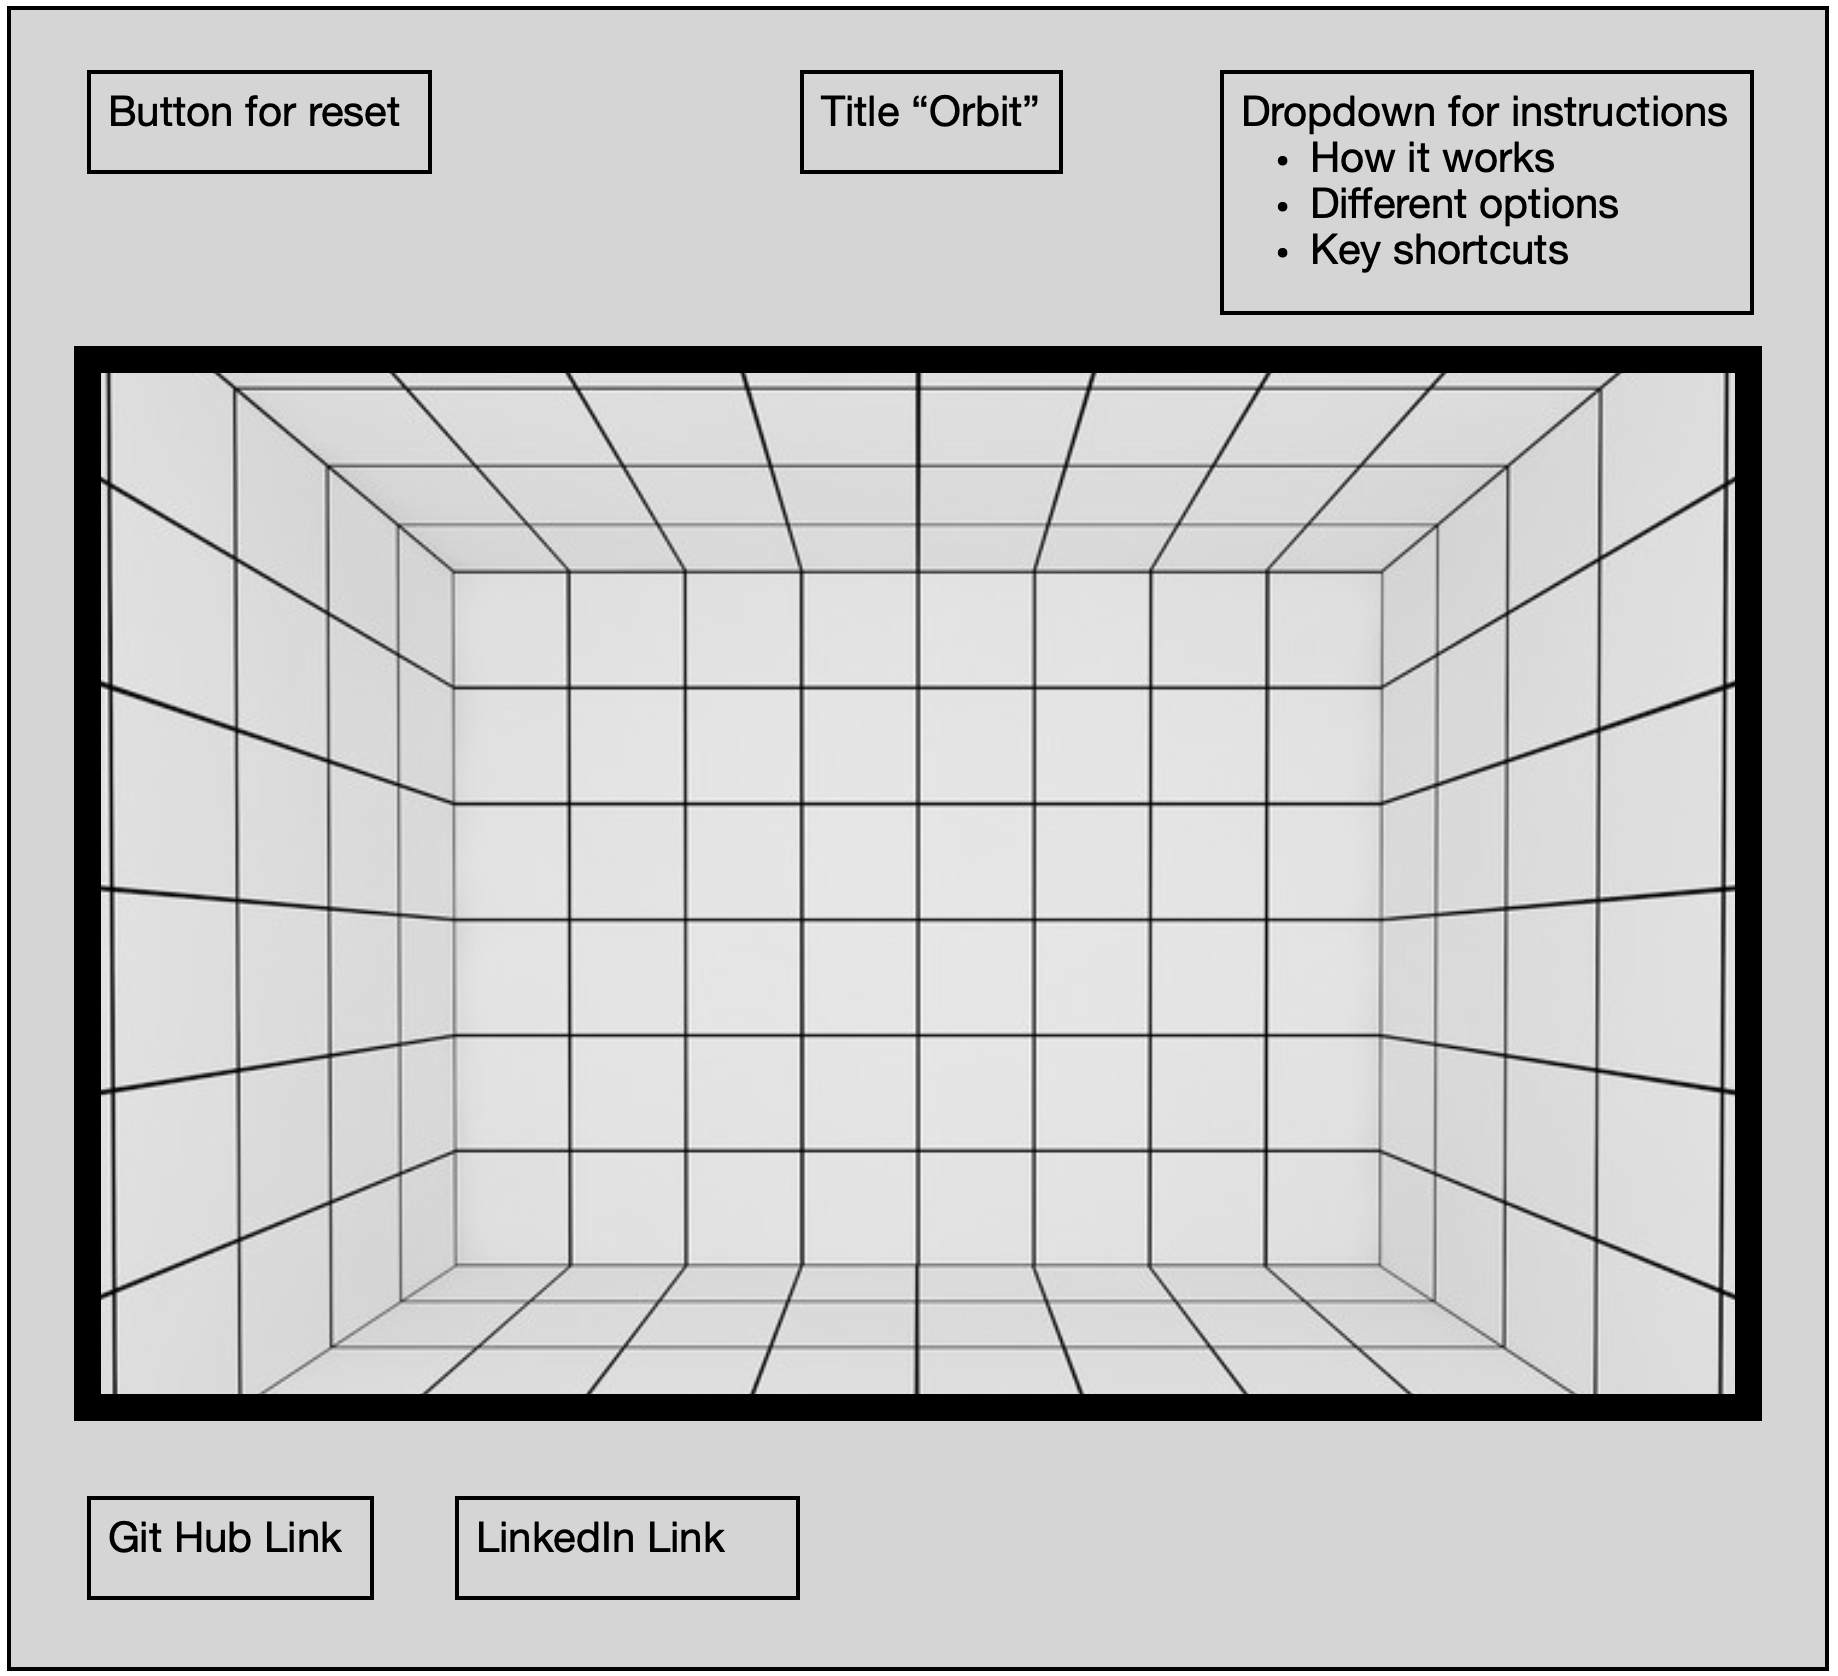 Button for reset
Title “Orbit”
Dropdown for instructions
• How it works
• Different options
• Key shortcuts
Git Hub Link
LinkedIn Link